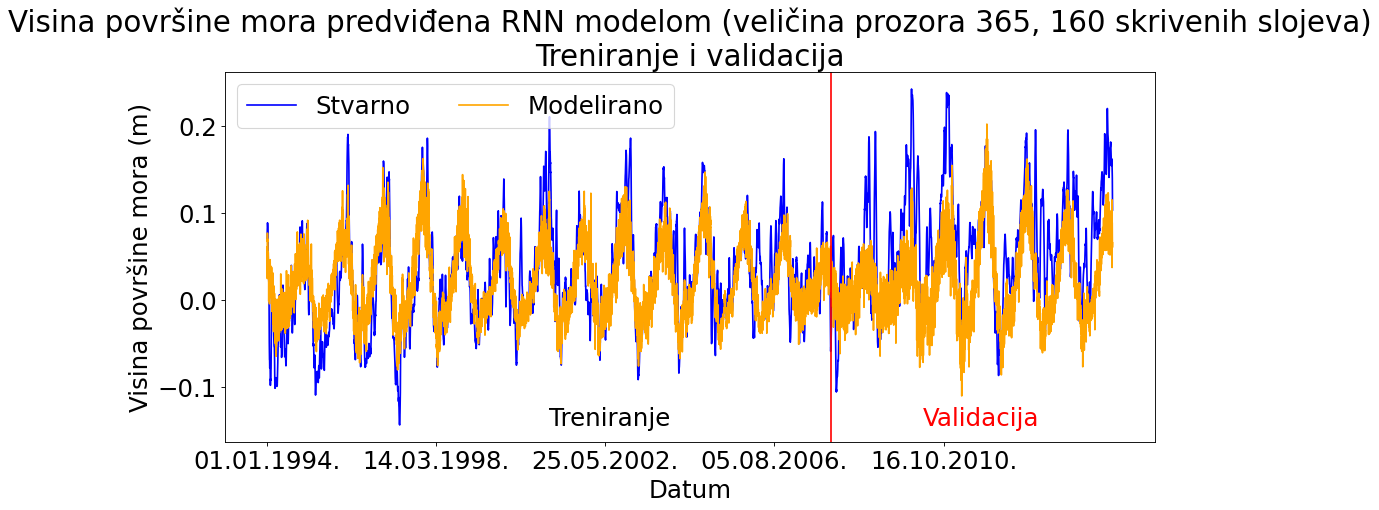 Visina površine mora predviđena RNN modelom (veličina prozora 365, 160 skrivenih slojeva)
Treniranje i validacija
Stvarno Modelirano
Visina površine mora (m)
0.2
0.1
0.0
−0.1
Treniranje Validacija
01.01.1994. 14.03.1998. 25.05.2002. 05.08.2006. 16.10.2010.
Datum